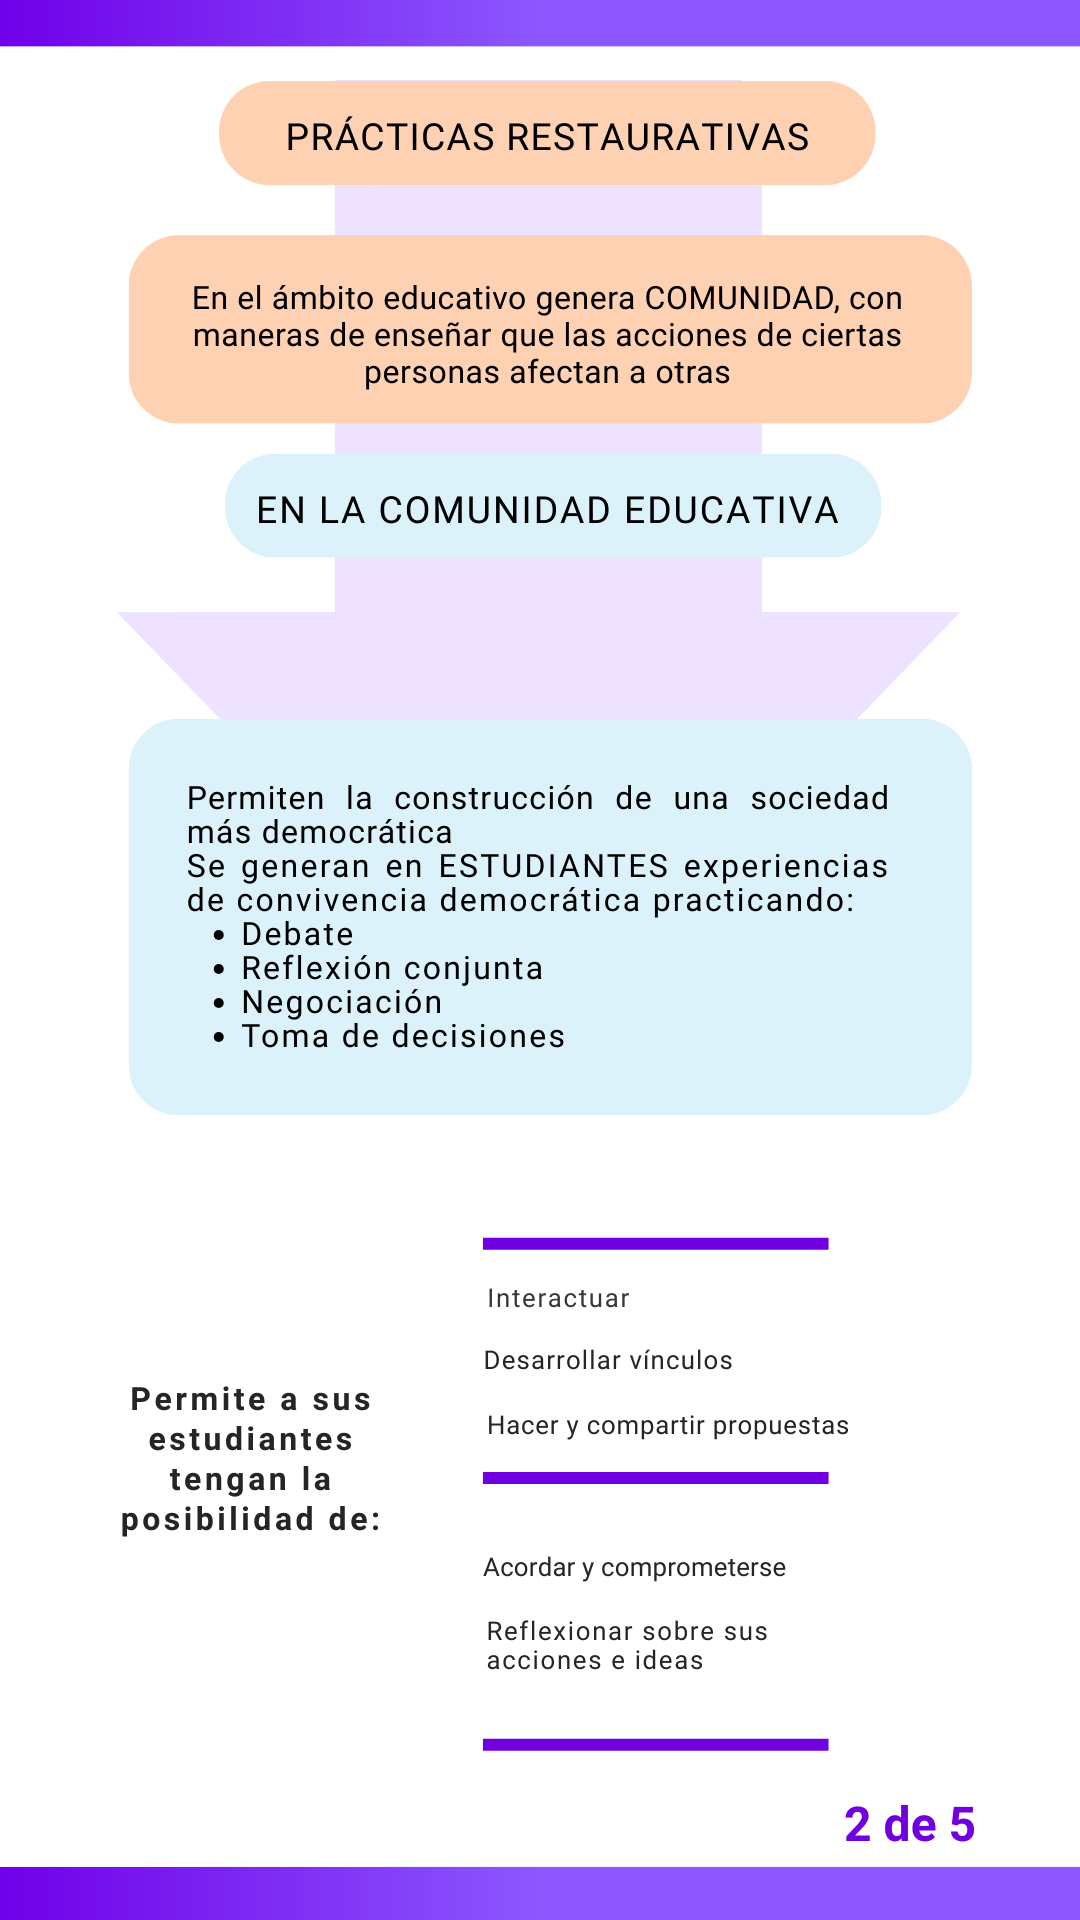 PRÁCTICAS RESTAURATIVAS
En el ámbito educativo genera COMUNIDAD, con
maneras de enseñar que las acciones de ciertas
personas afectan a otras
EN LA COMUNIDAD EDUCATIVA
Permiten la construcción de una sociedad
más democrática
Se generan en ESTUDIANTES experiencias
de convivencia democrática practicando:
• Debate
• Reflexión conjunta
• Negociación
• Toma de decisiones
Permite a sus
estudiantes
tengan la
posibilidad de:
Interactuar
Desarrollar vínculos
Hacer y compartir propuestas
Acordar y comprometerse
Reflexionar sobre sus
acciones e ideas
2 de 5